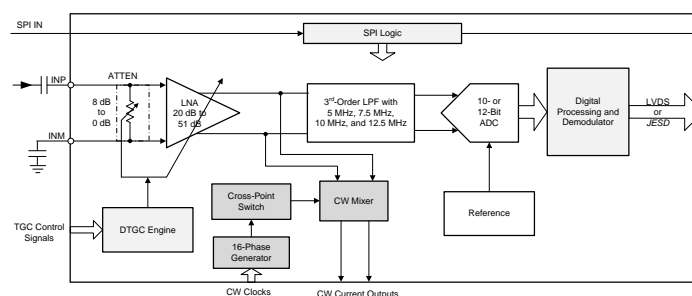 SPI IN
SPI Logic
ATTEN
INP
8 dB
to
0 dB
INM
LNA
20 dB to
51 dB
3rd-Order LPF with
5 MHz, 7.5 MHz,
10 MHz, and 12.5 MHz
10- or
12-Bit
ADC
Digital
Processing and
Demodulator
LVDS
or
JESD
Cross-Point
Switch
CW Mixer
Reference
TGC Control
Signals
DTGC Engine
16-Phase
Generator
CW Clocks
CW Current Outputs